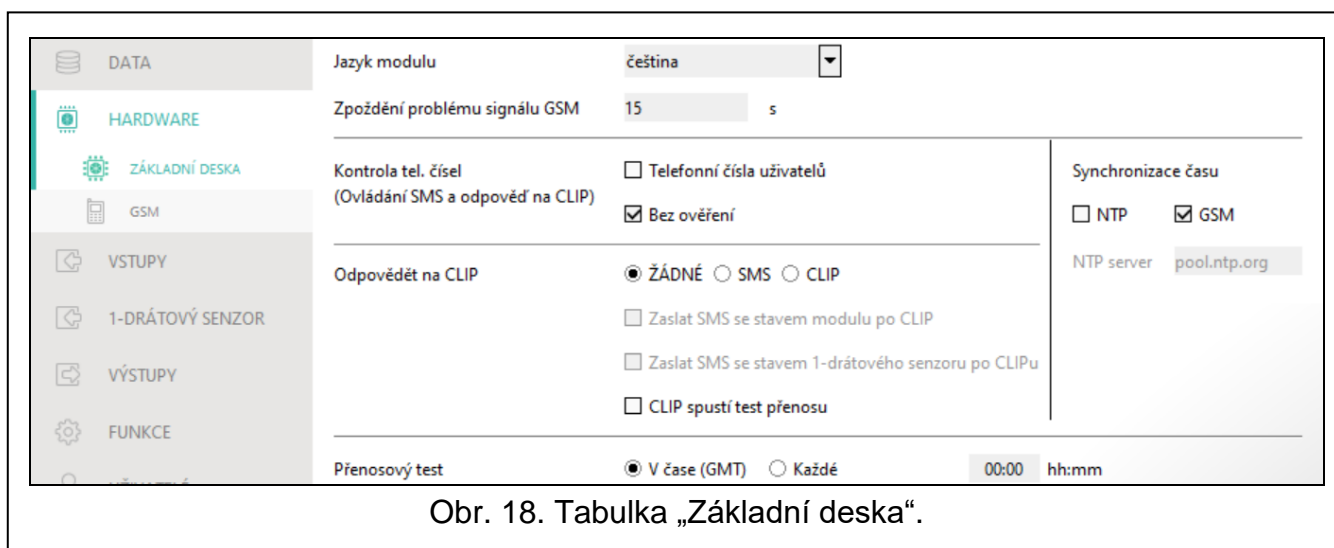 DATA
HARDWARE
ZÁKLADNÍ DESKA
GSM
VSTUPY
1-DRÁTOVÝ SENZOR
VÝSTUPY
FUNKCE
Jazyk modulu čeština
Zpoždění problému signálu GSM 15 s
Kontrola tel. čísel
(Ovládání SMS a odpověď na CLIP)
Telefonní čísla uživatelů
Bez ověření
Synchronizace času
NTP GSM
NTP server pool.ntp.org
Odpovědět na CLIP ŽÁDNÉ SMS CLIP
Zaslat SMS se stavem modulu po CLIP
Zaslat SMS se stavem 1-drátového senzoru po CLIPu
CLIP spustí test přenosu
Přenosový test V čase (GMT) Každé 00:00 hh:mm
Obr. 18. Tabulka „Základní deska“.